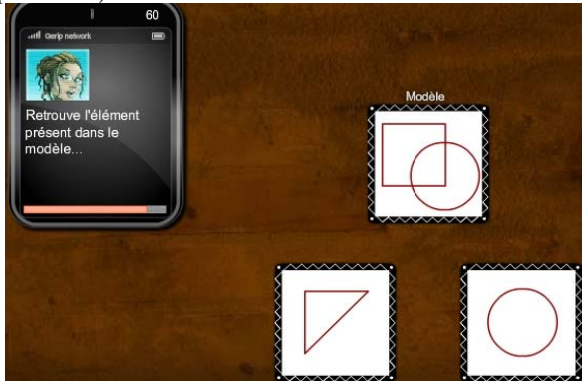 60
Gerip network
Retrouve l'élément
présent dans le
modèle...
Modèle